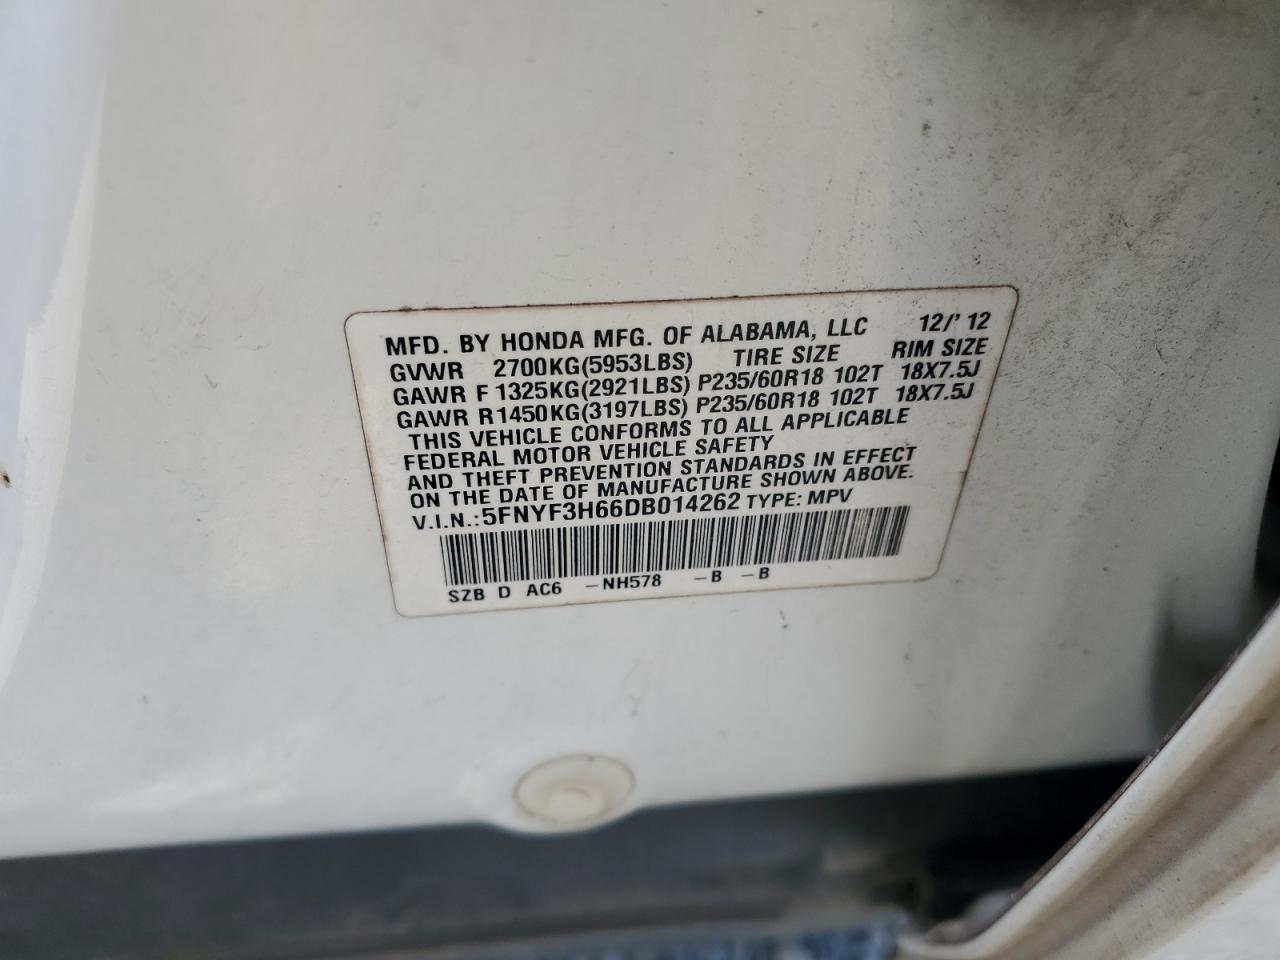 MFD. BY HONDA MFG. OF ALABAMA, LLC 12/'12
GVWR 2700KG(5953LBS) TIRE SIZE RIM SIZE
GAWR F 1325KG(2921LBS) P235/60R18 102T 18X7.5J
GAWR R1450KG(3197LBS) P235/60R18 102T 18X7.5J
THIS VEHICLE CONFORMS TO ALL APPLICABLE
FEDERAL MOTOR VEHICLE SAFETY
AND THEFT PREVENTION STANDARDS IN EFFECT
ON THE DATE OF MANUFACTURE SHOWN ABOVE.
V.I.N.:5FNYF3H66DB014262 TYPE: MPV
SZB D AC6 -NH578 -B -B